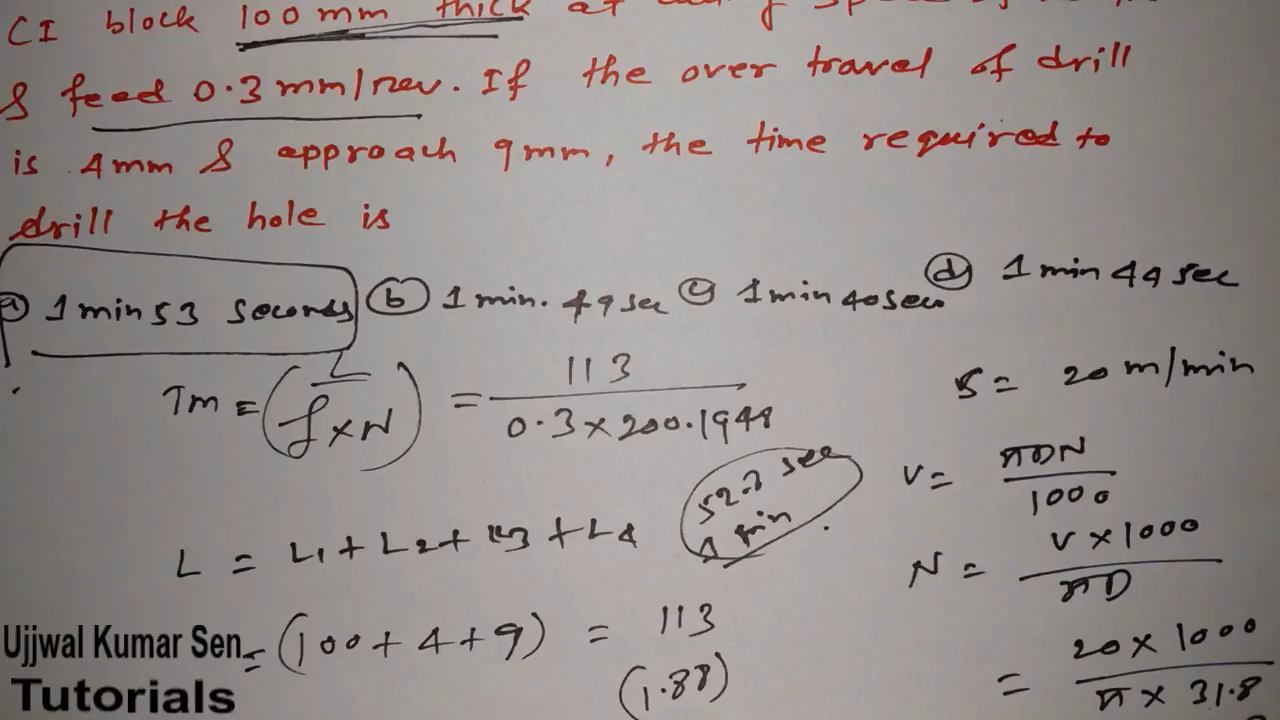 CI block 100mm thick at
& feed 0.3 mm/rev. If the over travel of drill
is 4mm & approach 9mm, the time required to
drill the hole is
a) 1 min 53 seconds (b) 1 min. 49 sec (c) 1 min 40 sec (d) 1 min 44 sec
Tm = (L / f×N) = 113 / 0.3×200.1948
S = 20 m/min
V = πDN / 1000
52.8 sec
1 min
L = L1 + L2 + L3 + L4
N = V×1000 / πD
= (100+4+9) = 113
(1.88)
= 20×1000 / π×31.8
Ujjwal Kumar Sen
Tutorials